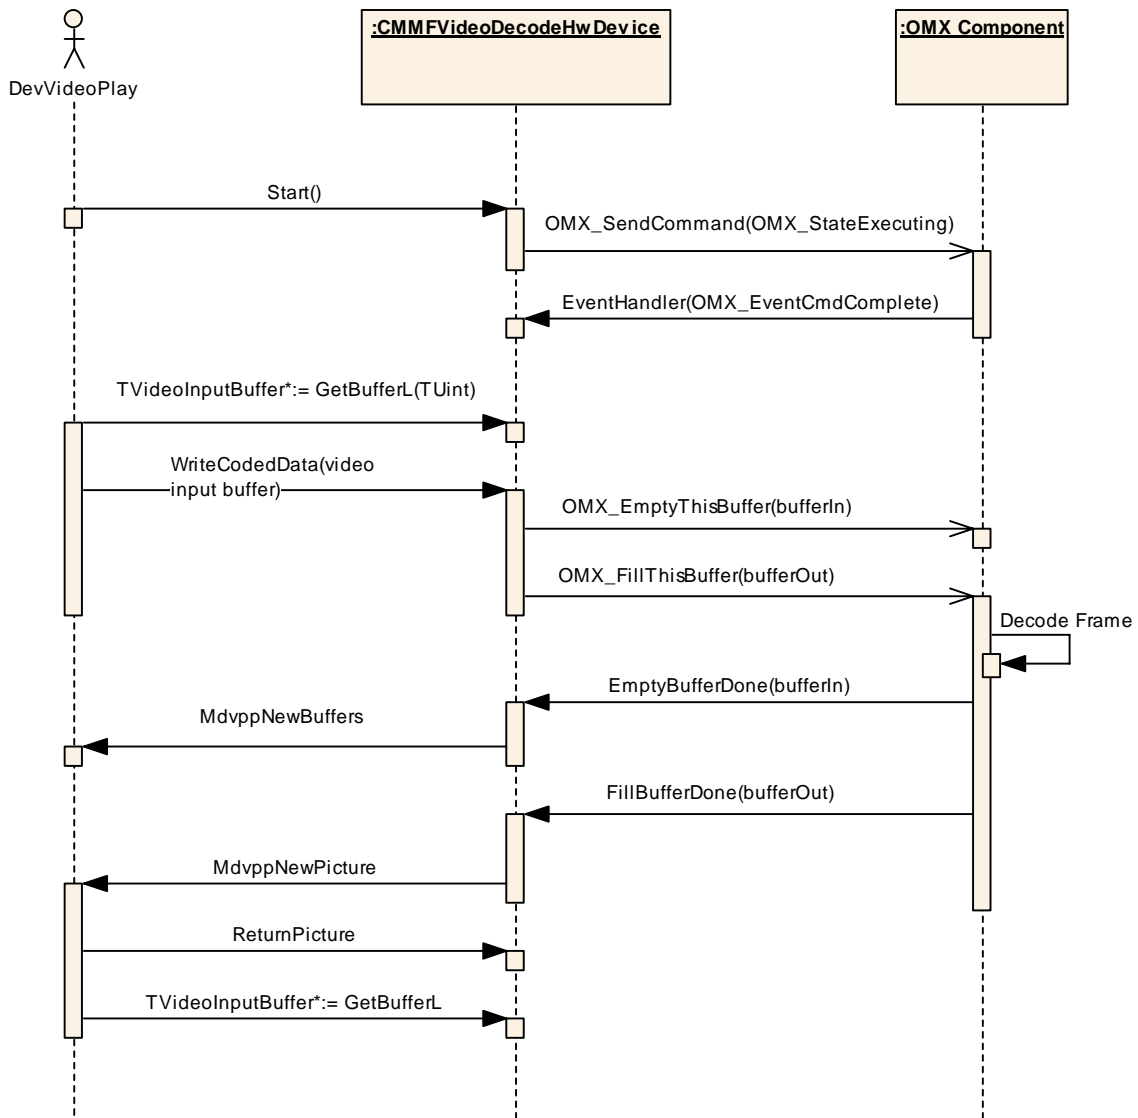 :CMMFVideoDecodeHwDevice
:OMX Component
DevVideoPlay
Start()
OMX_SendCommand(OMX_StateExecuting)
EventHandler(OMX_EventCmdComplete)
TVideoInputBuffer*:= GetBufferL(TUint)
WriteCodedData(video
input buffer)
OMX_EmptyThisBuffer(bufferIn)
OMX_FillThisBuffer(bufferOut)
Decode Frame
EmptyBufferDone(bufferIn)
MdvppNewBuffers
FillBufferDone(bufferOut)
MdvppNewPicture
ReturnPicture
TVideoInputBuffer*:= GetBufferL